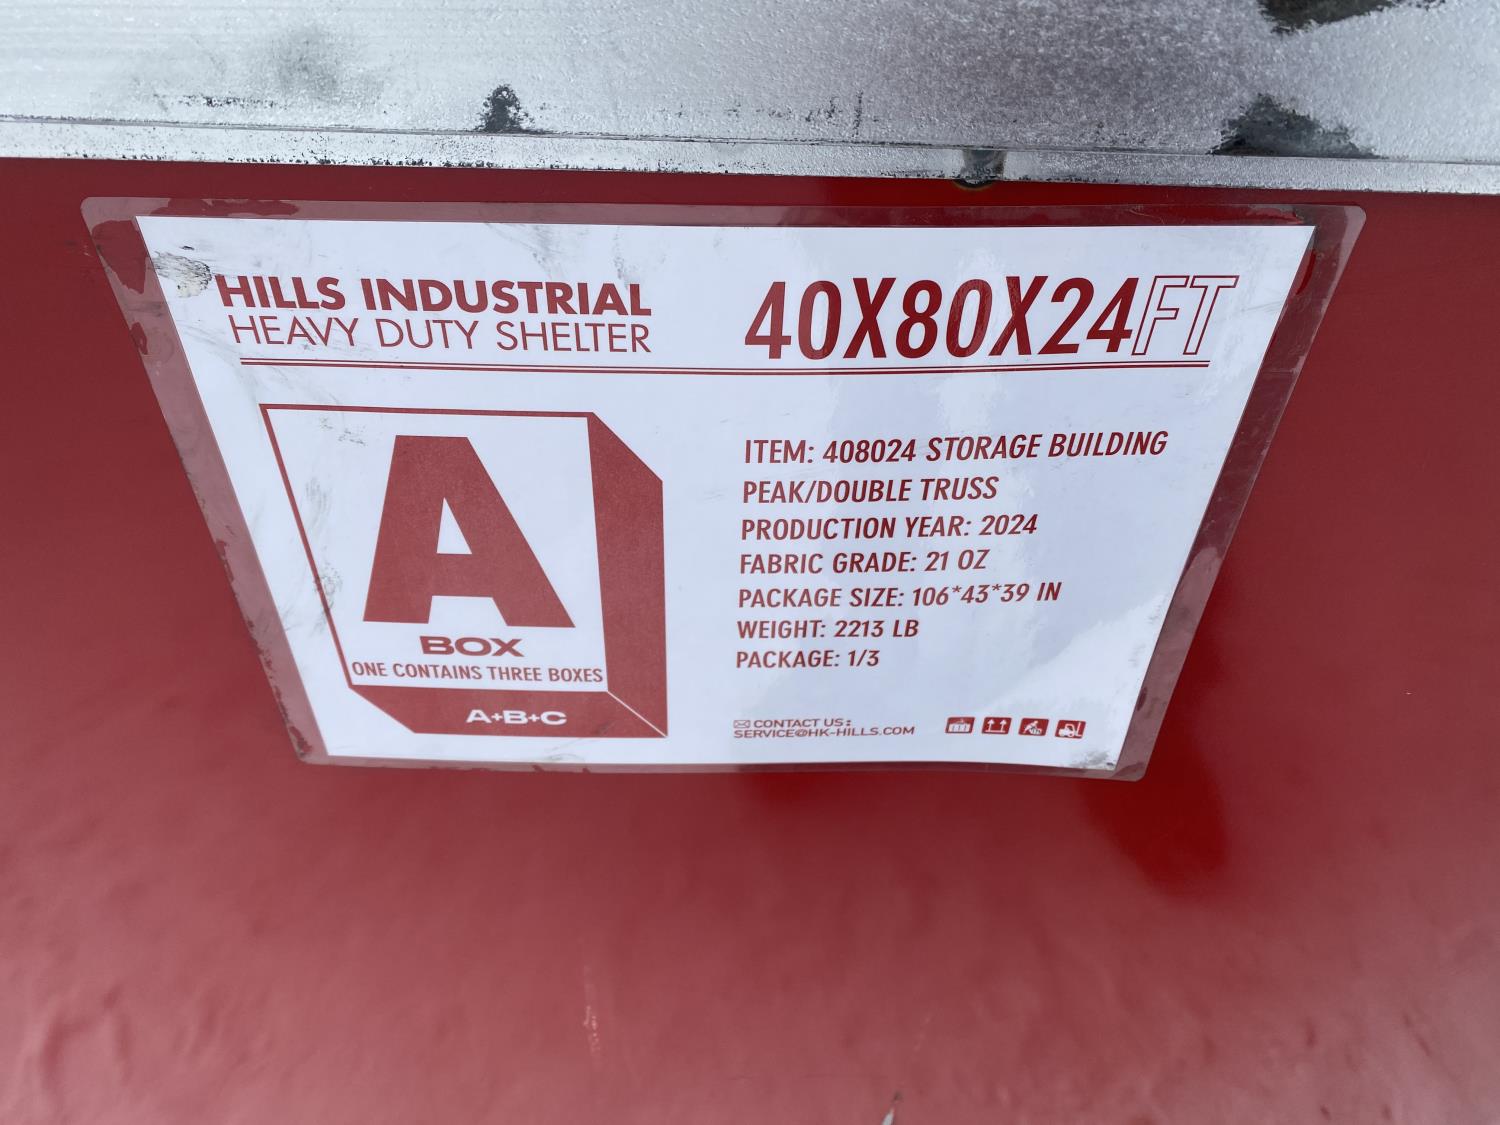 HILLS INDUSTRIAL
HEAVY DUTY SHELTER
40X80X24FT
A
BOX
ONE CONTAINS THREE BOXES
A+B+C
ITEM: 408024 STORAGE BUILDING
PEAK/DOUBLE TRUSS
PRODUCTION YEAR: 2024
FABRIC GRADE: 21 OZ
PACKAGE SIZE: 106*43*39 IN
WEIGHT: 2213 LB
PACKAGE: 1/3
CONTACT US:
SERVICE@HK-HILLS.COM